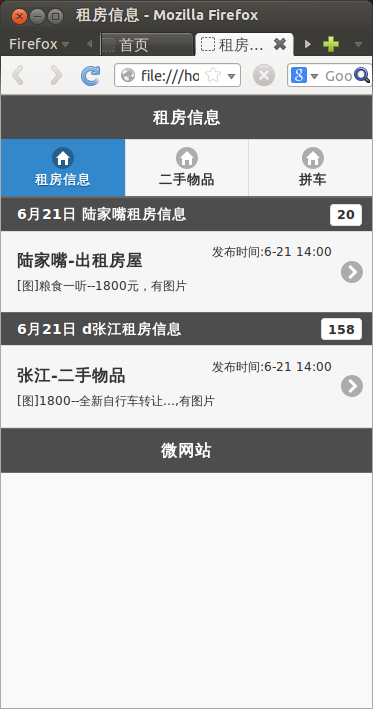 租房信息 - Mozilla Firefox
Firefox
首页
租房…
file:///ho
Goo
租房信息
租房信息
二手物品
拼车
6月21日 陆家嘴租房信息
20
发布时间:6-21 14:00
陆家嘴-出租房屋
[图]粮食一听--1800元，有图片
6月21日 d张江租房信息
158
发布时间:6-21 14:00
张江-二手物品
[图]1800--全新自行车转让...,有图片
微网站